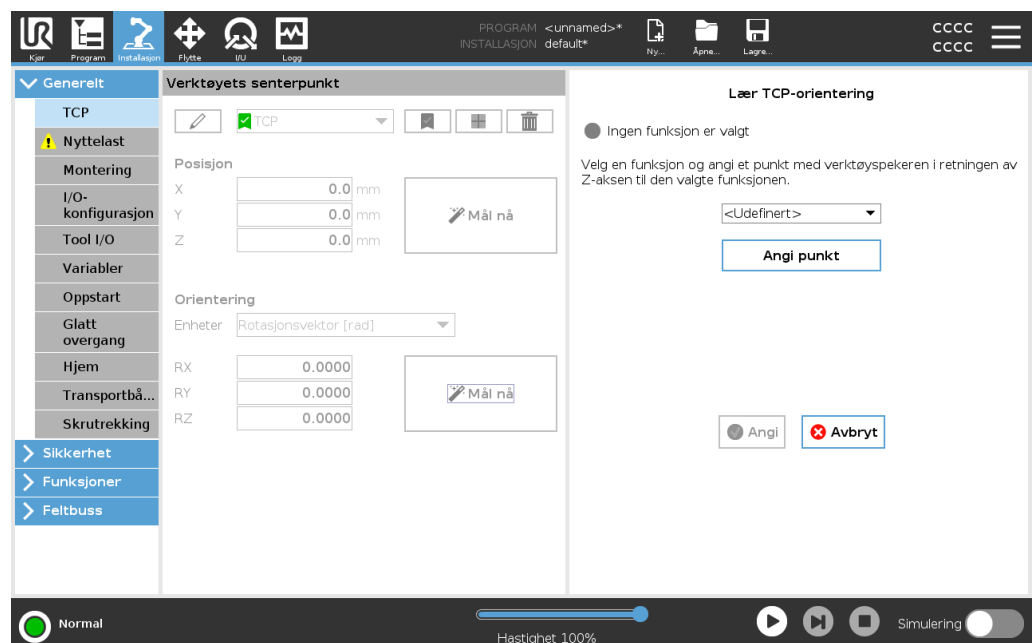 PROGRAM <unnamed>*
INSTALLASJON default*
CCCC
CCCC
Kjør
Program
Installasjon
Flytte
I/U
Logg
Ny...
Åpne...
Lagre...
Generelt
TCP
Nyttelast
Montering
I/O-
konfigurasjon
Tool I/O
Variabler
Oppstart
Glatt
overgang
Hjem
Transportbå...
Skrutrekking
Sikkerhet
Funksjoner
Feltbuss
Verktøyets senterpunkt
TCP
Posisjon
X 0.0 mm
Y 0.0 mm
Z 0.0 mm
Mål nå
Orientering
Enheter Rotasjonsvektor [rad]
RX 0.0000
RY 0.0000
RZ 0.0000
Mål nå
Lær TCP-orientering
Ingen funksjon er valgt
Velg en funksjon og angi et punkt med verktøyspekeren i retningen av
Z-aksen til den valgte funksjonen.
<Udefinert>
Angi punkt
Angi
Avbryt
Normal
Hastighet 100%
Simulering